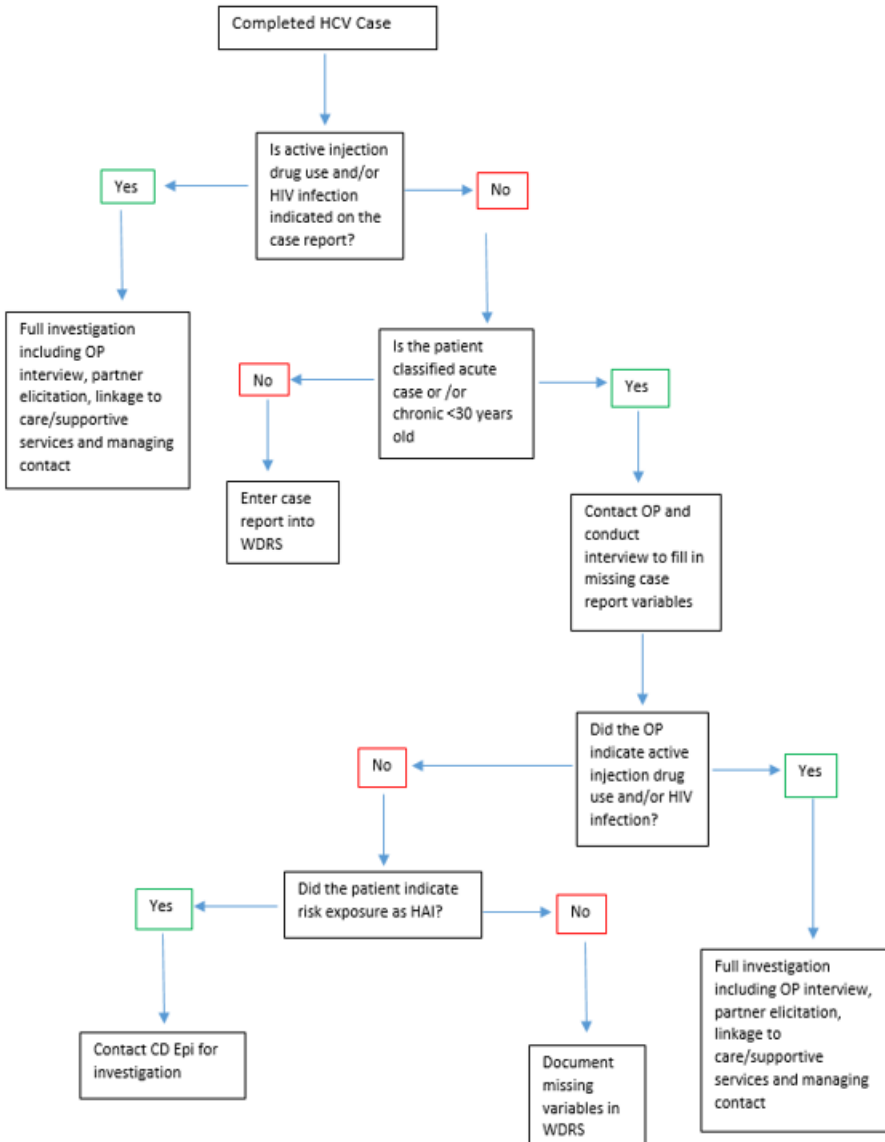 Completed HCV Case
Is active injection
drug use and/or
HIV infection
indicated on the
case report?
Yes
No
Full investigation
including OP
interview, partner
elicitation, linkage to
care/supportive
services and managing
contact
Is the patient
classified acute
case or /or
chronic <30 years
old
No
Yes
Enter case
report into
WDRS
Contact OP and
conduct
interview to fill in
missing case
report variables
Did the OP
indicate active
injection drug
use and/or HIV
infection?
No
Yes
Did the patient indicate
risk exposure as HAI?
Yes
No
Full investigation
including OP interview,
partner elicitation,
linkage to
care/supportive
services and managing
contact
Contact CD Epi for
investigation
Document
missing
variables in
WDRS